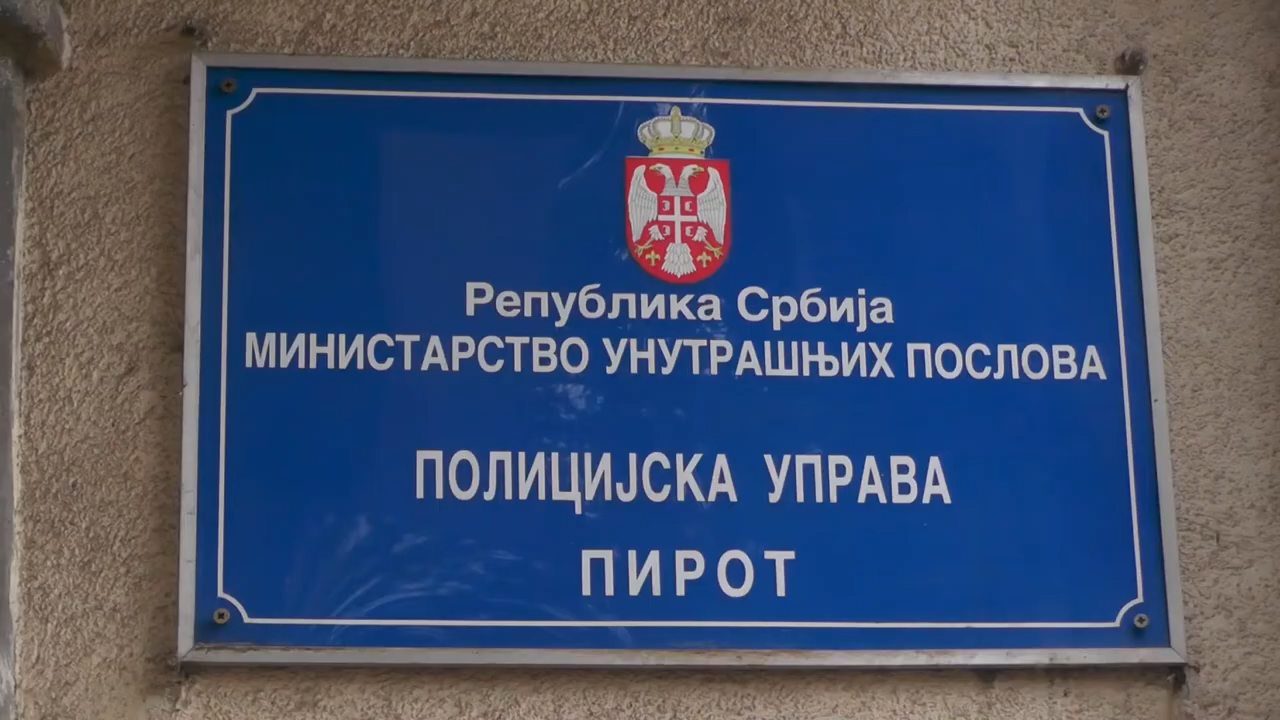 Република Србија
МИНИСТАРСТВО УНУТРАШЊИХ ПОСЛОВА
ПОЛИЦИЈСКА УПРАВА
ПИРОТ